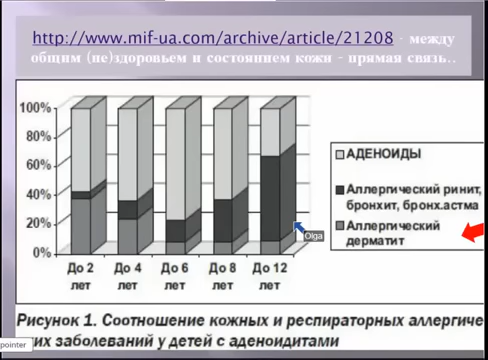 http://www.mif-ua.com/archive/article/21208 - между
общим (не)здоровьем и состоянием кожи - прямая связь..
100%
80%
60%
40%
20%
0%
До 2 лет
До 4 лет
До 6 лет
До 8 лет
До 12 лет
АДЕНОИДЫ
Аллергический ринит,
бронхит, бронх.астма
Аллергический
дерматит
Olga
pointer
Рисунок 1. Соотношение кожных и респираторных аллергиче
ких заболеваний у детей с аденоидитами